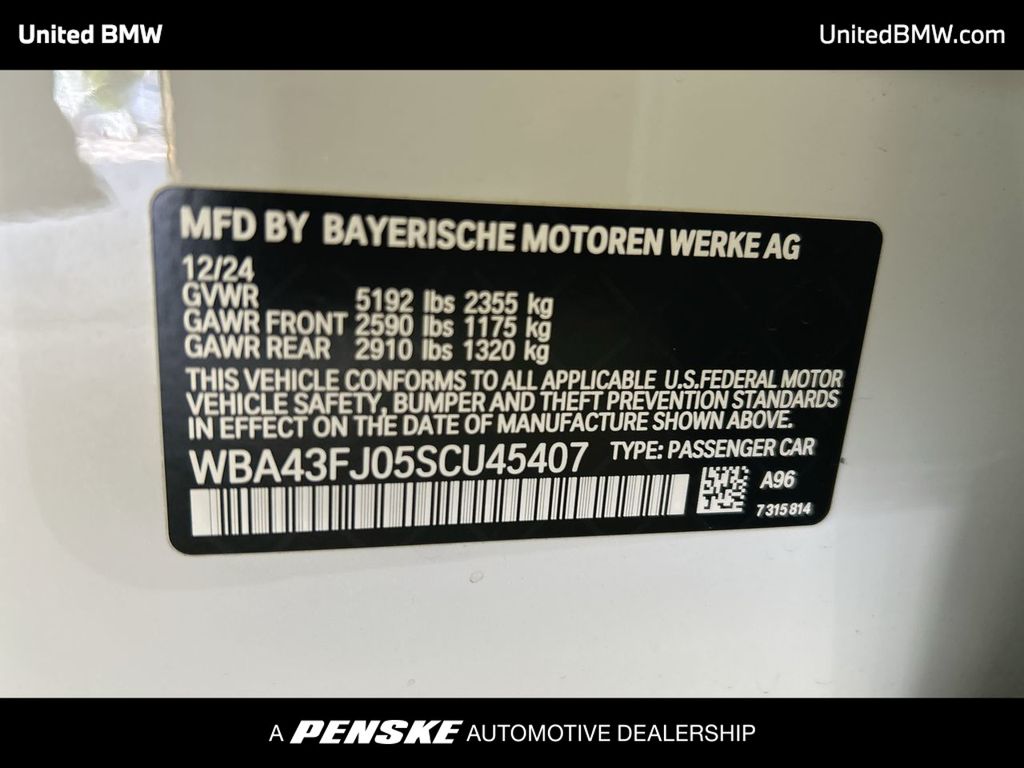 United BMW
UnitedBMW.com
MFD BY BAYERISCHE MOTOREN WERKE AG
12/24
GVWR 5192 lbs 2355 kg
GAWR FRONT 2590 lbs 1175 kg
GAWR REAR 2910 lbs 1320 kg
THIS VEHICLE CONFORMS TO ALL APPLICABLE U.S.FEDERAL MOTOR
VEHICLE SAFETY, BUMPER AND THEFT PREVENTION STANDARDS
IN EFFECT ON THE DATE OF MANUFACTURE SHOWN ABOVE.
WBA43FJ05SCU45407 TYPE: PASSENGER CAR
A96
7 315 814
A PENSKE AUTOMOTIVE DEALERSHIP